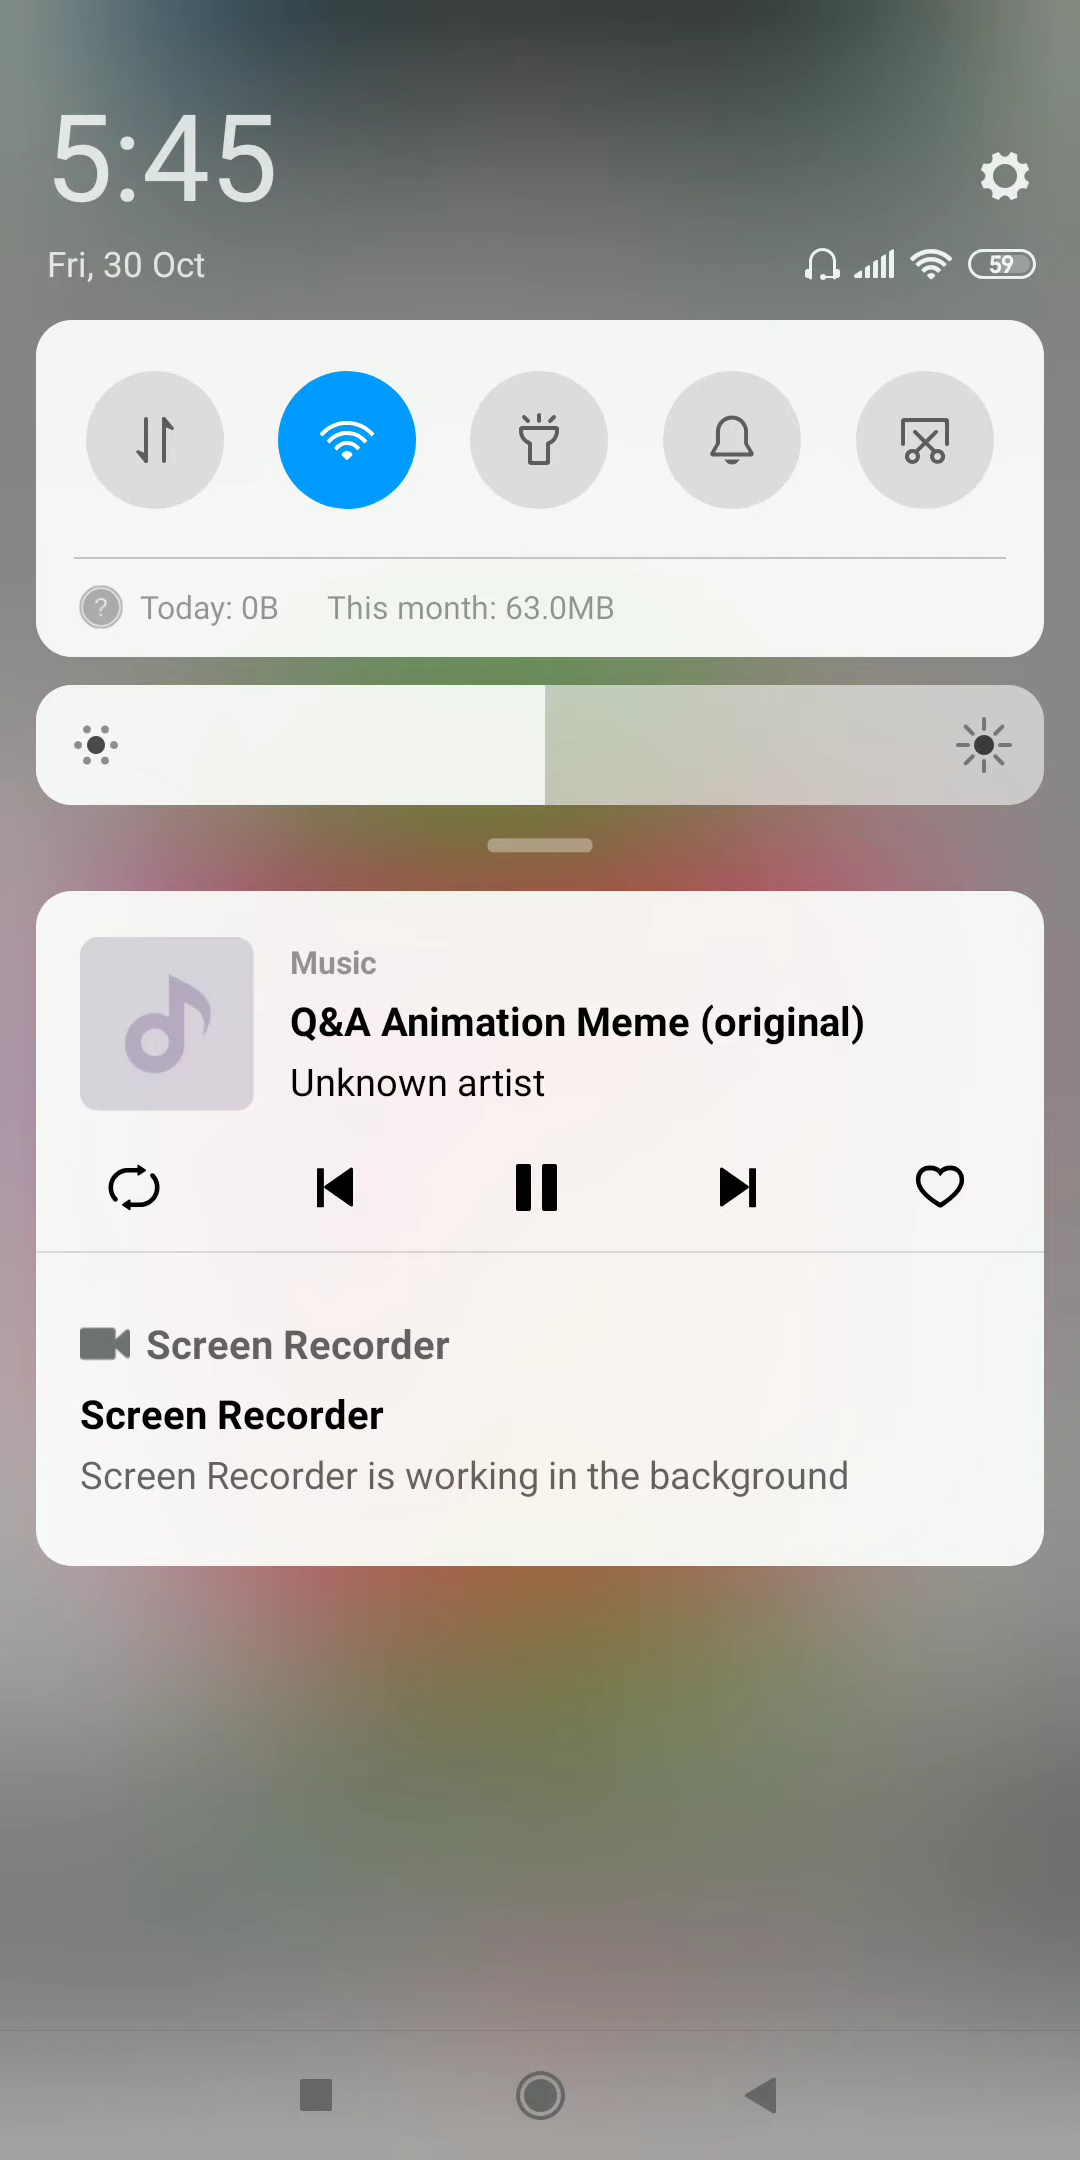 5:45
Fri, 30 Oct
59
? Today: 0B This month: 63.0MB
Music
Q&A Animation Meme (original)
Unknown artist
Screen Recorder
Screen Recorder
Screen Recorder is working in the background